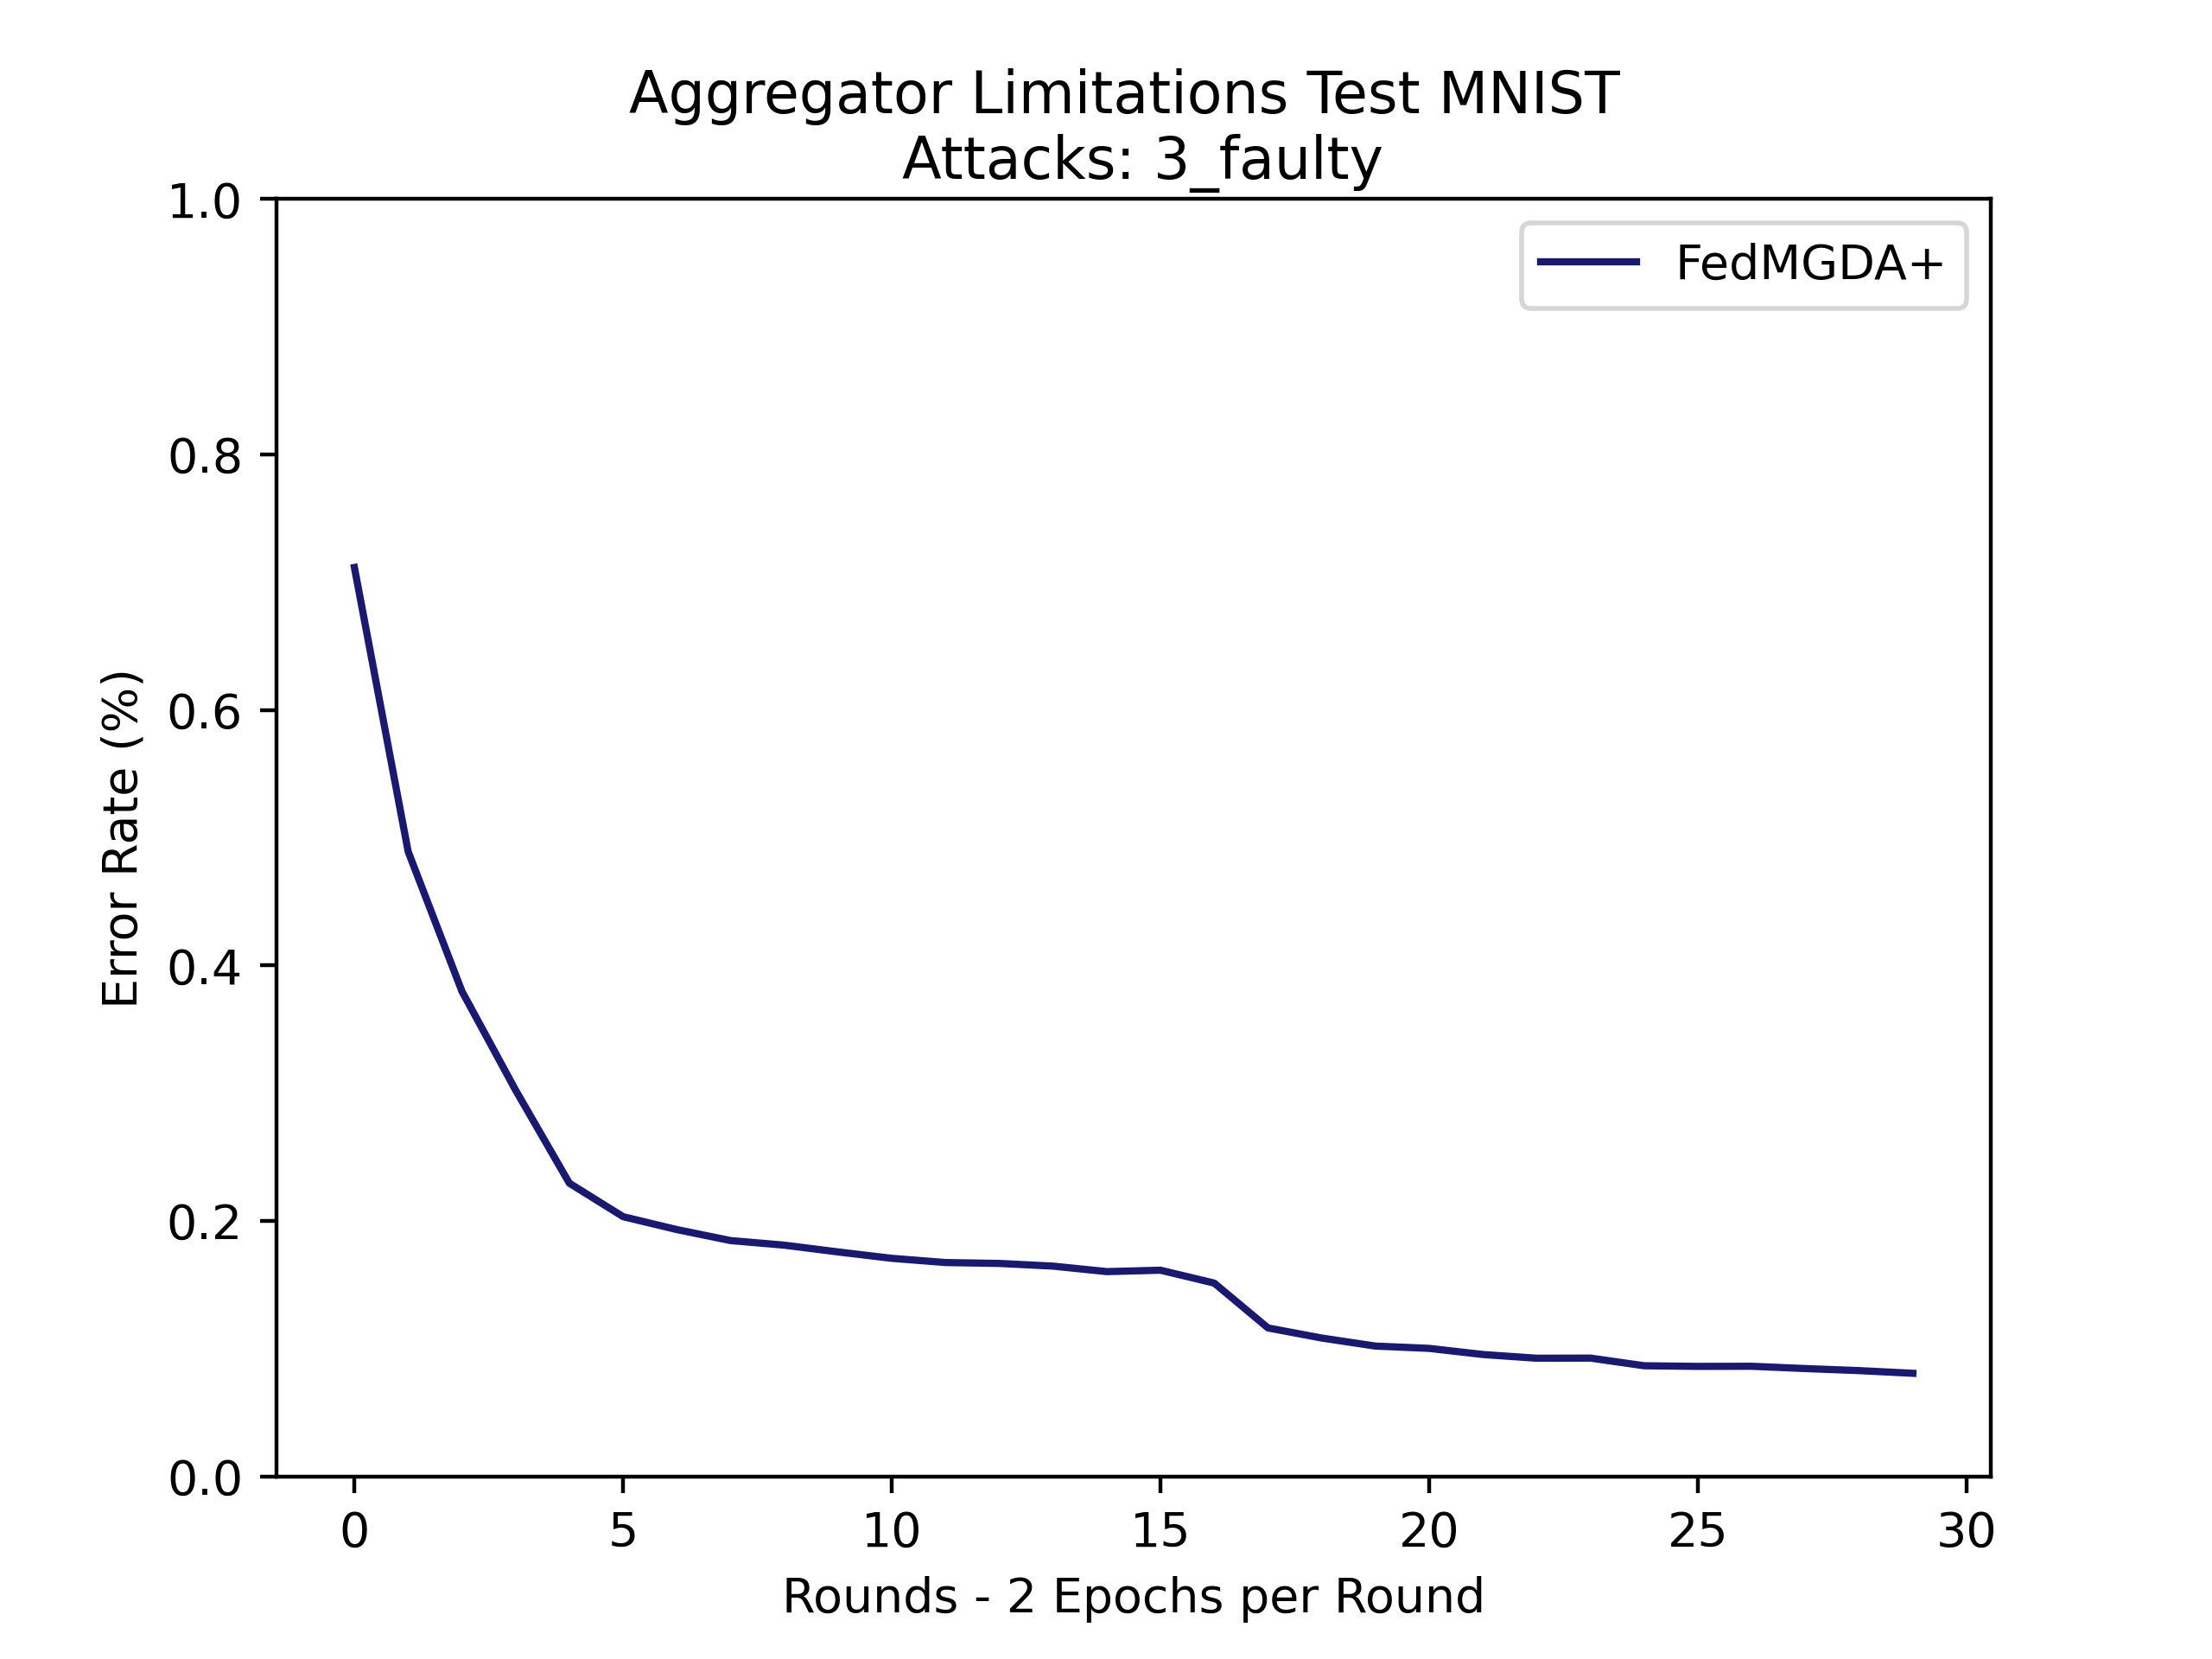 Aggregator Limitations Test MNIST
Attacks: 3_faulty
FedMGDA+
Error Rate (%)
1.0
0.8
0.6
0.4
0.2
0.0
0 5 10 15 20 25 30
Rounds - 2 Epochs per Round